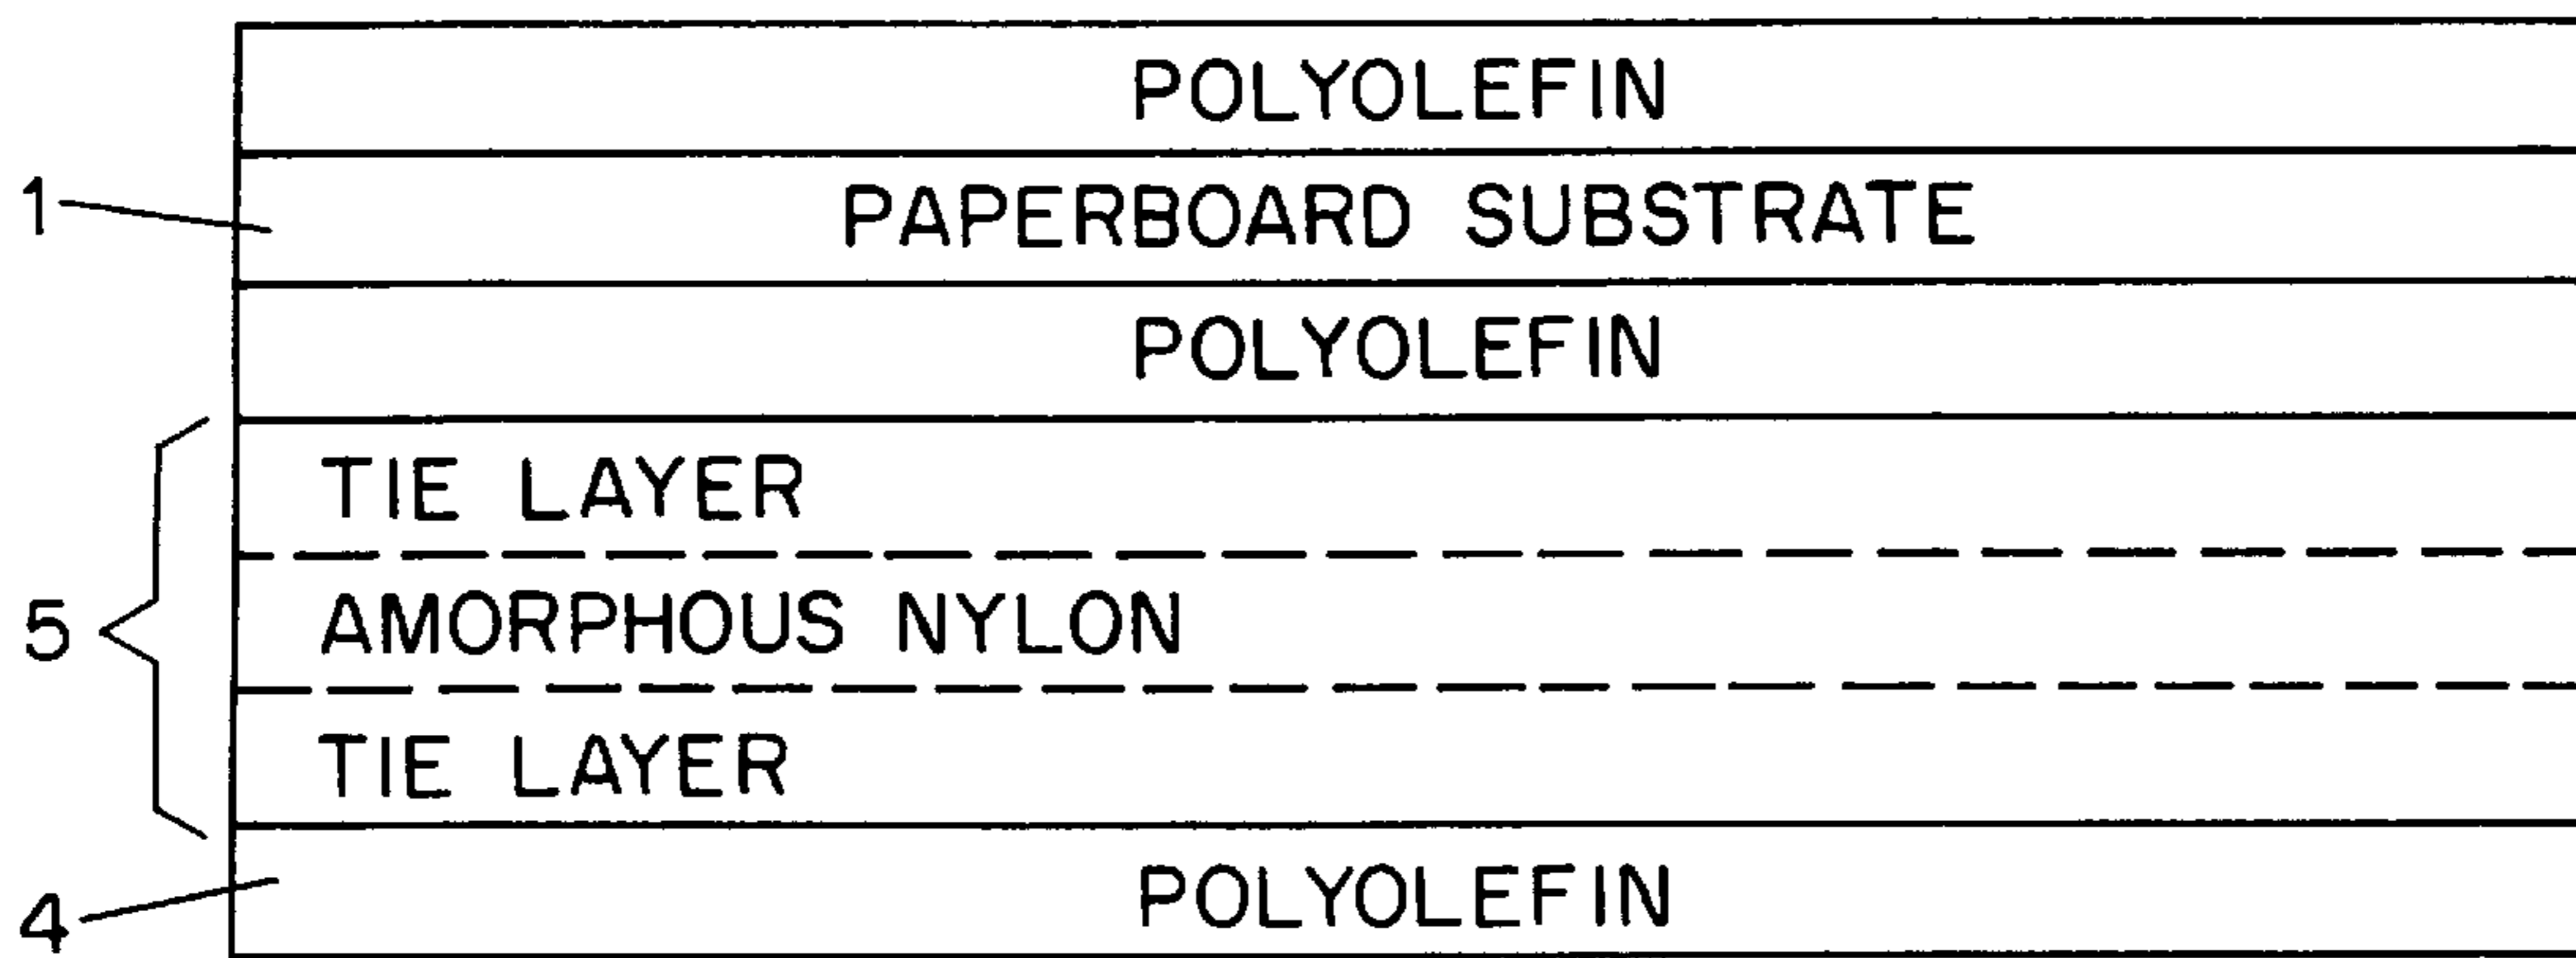 POLYOLEFIN
1 PAPERBOARD SUBSTRATE
POLYOLEFIN
TIE LAYER
5 AMORPHOUS NYLON
TIE LAYER
4 POLYOLEFIN